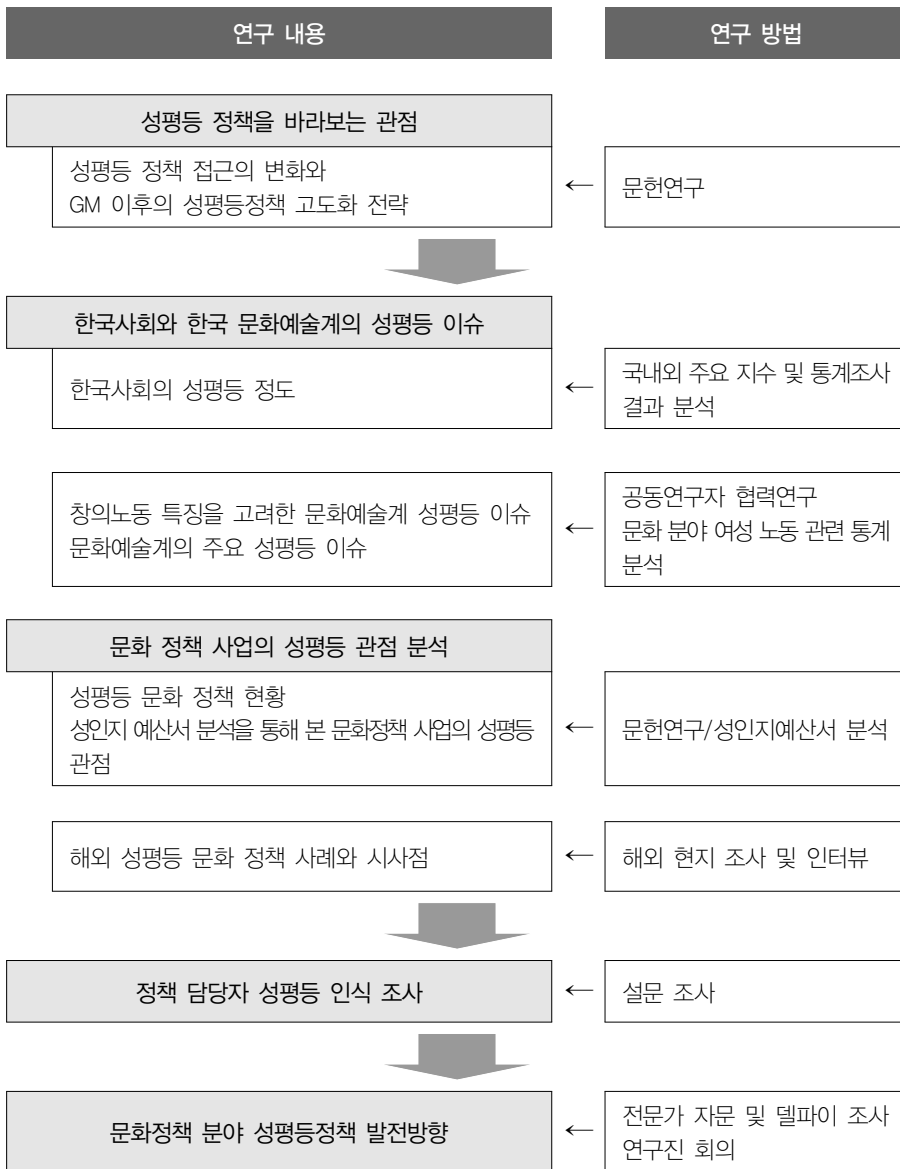 연구 내용
연구 방법
성평등 정책을 바라보는 관점
성평등 정책 접근의 변화와
GM 이후의 성평등정책 고도화 전략
←
문헌연구
한국사회와 한국 문화예술계의 성평등 이슈
한국사회의 성평등 정도
←
국내외 주요 지수 및 통계조사
결과 분석
창의노동 특징을 고려한 문화예술계 성평등 이슈
문화예술계의 주요 성평등 이슈
←
공동연구자 협력연구
문화 분야 여성 노동 관련 통계
분석
문화 정책 사업의 성평등 관점 분석
성평등 문화 정책 현황
성인지 예산서 분석을 통해 본 문화정책 사업의 성평등
관점
←
문헌연구/성인지예산서 분석
해외 성평등 문화 정책 사례와 시사점
←
해외 현지 조사 및 인터뷰
정책 담당자 성평등 인식 조사
←
설문 조사
문화정책 분야 성평등정책 발전방향
←
전문가 자문 및 델파이 조사
연구진 회의